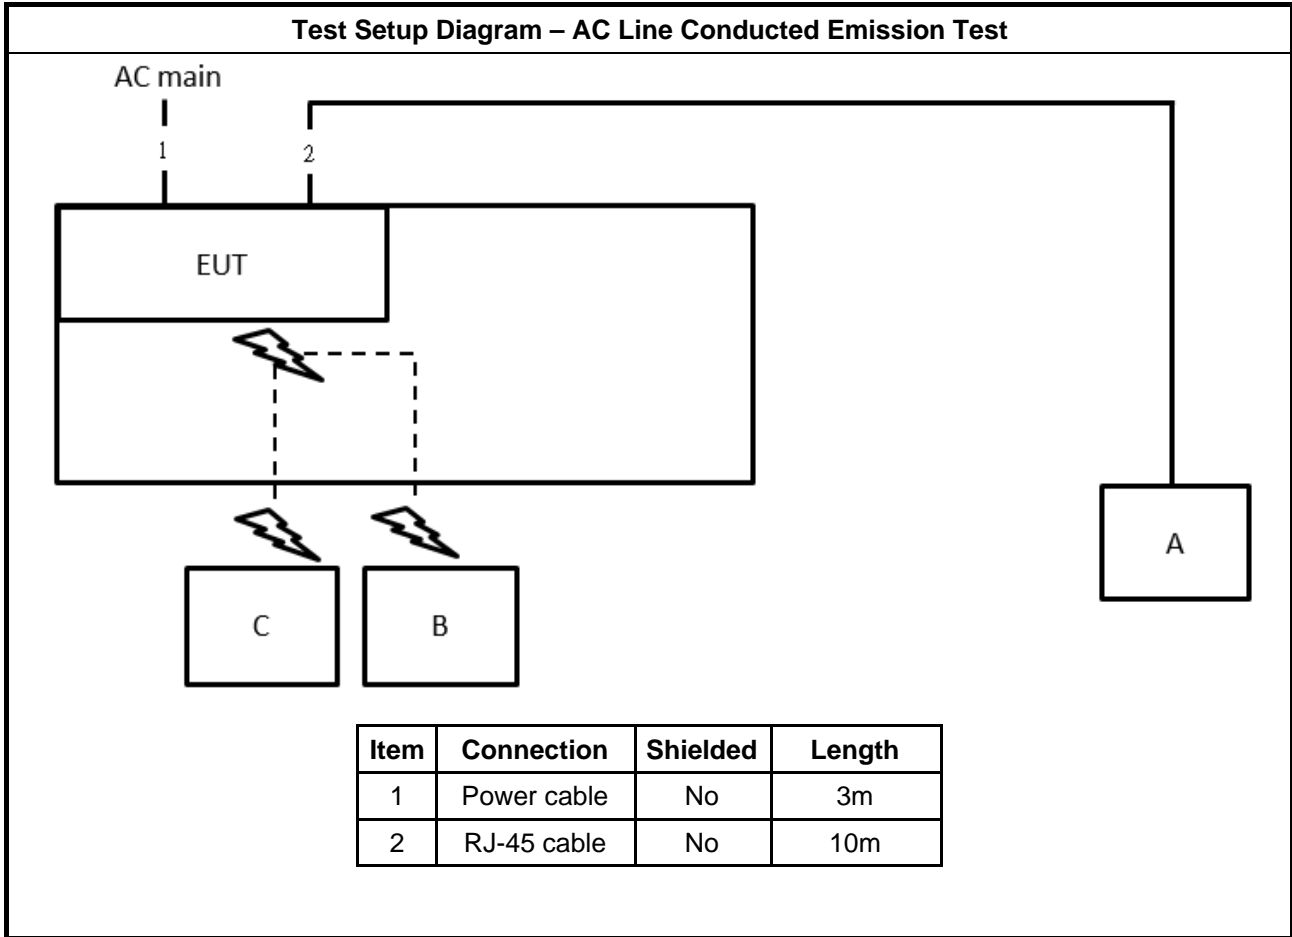 Test Setup Diagram – AC Line Conducted Emission Test
AC main
1
2
EUT
A
C
B
Item Connection Shielded Length
1 Power cable No 3m
2 RJ-45 cable No 10m